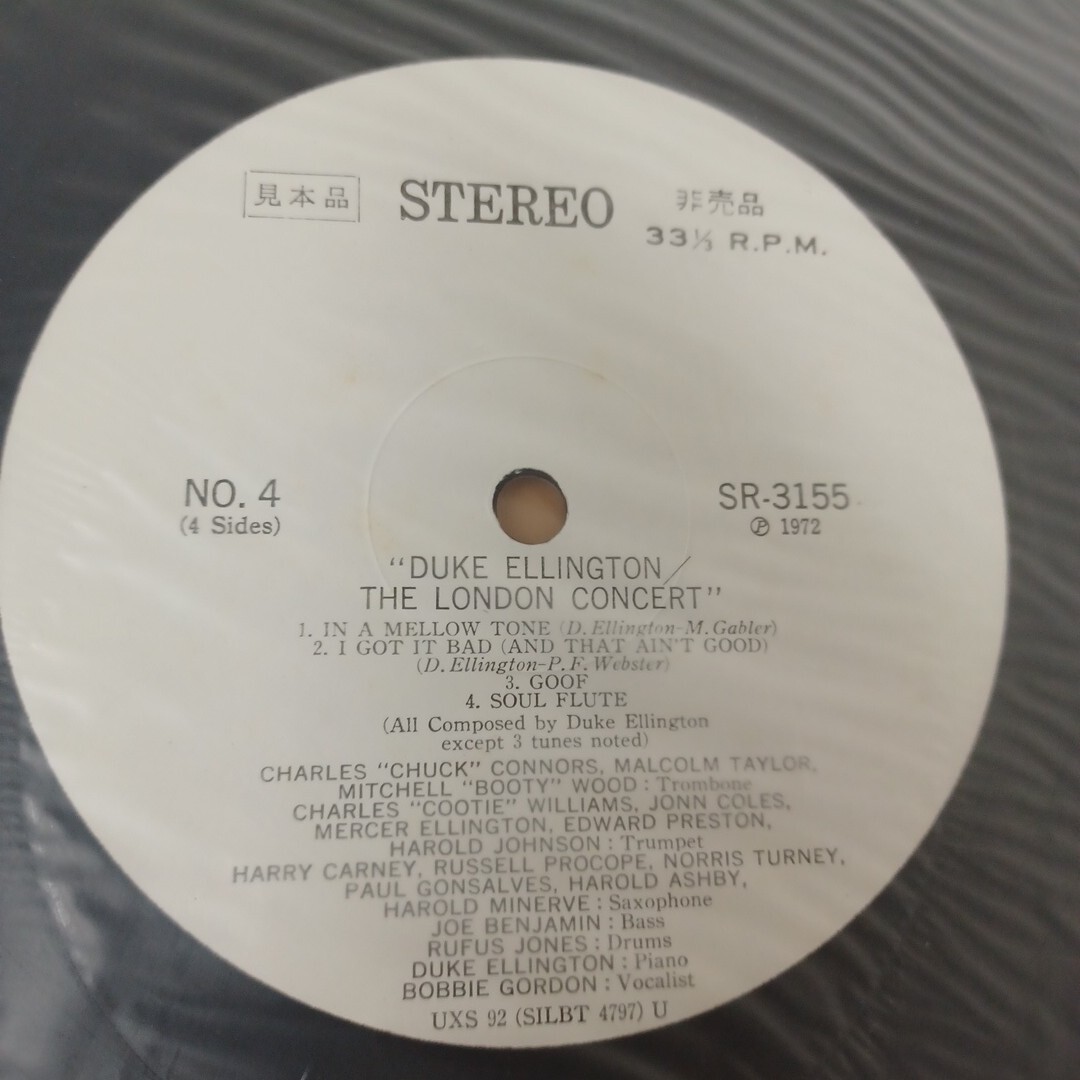 見本品 STEREO 非売品
33⅓ R.P.M.
NO. 4
(4 Sides)
SR-3155
Ⓟ 1972
"DUKE ELLINGTON/
THE LONDON CONCERT"
1. IN A MELLOW TONE (D. Ellington-M. Gabler)
2. I GOT IT BAD (AND THAT AIN'T GOOD)
(D. Ellington-P. F. Webster)
3. GOOF
4. SOUL FLUTE
(All Composed by Duke Ellington
except 3 tunes noted)
CHARLES "CHUCK" CONNORS, MALCOLM TAYLOR,
MITCHELL "BOOTY" WOOD : Trombone
CHARLES "COOTIE" WILLIAMS, JONN COLES,
MERCER ELLINGTON, EDWARD PRESTON,
HAROLD JOHNSON : Trumpet
HARRY CARNEY, RUSSELL PROCOPE, NORRIS TURNEY,
PAUL GONSALVES, HAROLD ASHBY,
HAROLD MINERVE : Saxophone
JOE BENJAMIN : Bass
RUFUS JONES : Drums
DUKE ELLINGTON : Piano
BOBBIE GORDON : Vocalist
UXS 92 (SILBT 4797) U